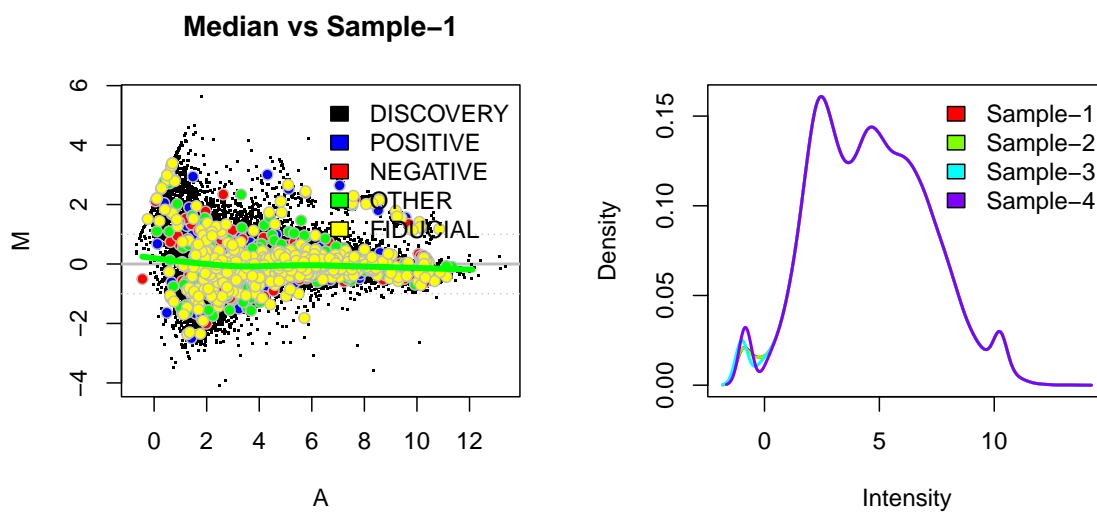 Median vs Sample−1
M
6
4
2
0
−2
−4
DISCOVERY
POSITIVE
NEGATIVE
OTHER
FIDUCIAL
0 2 4 6 8 10 12
A
Density
0.15
0.10
0.05
0.00
Sample−1
Sample−2
Sample−3
Sample−4
0 5 10
Intensity